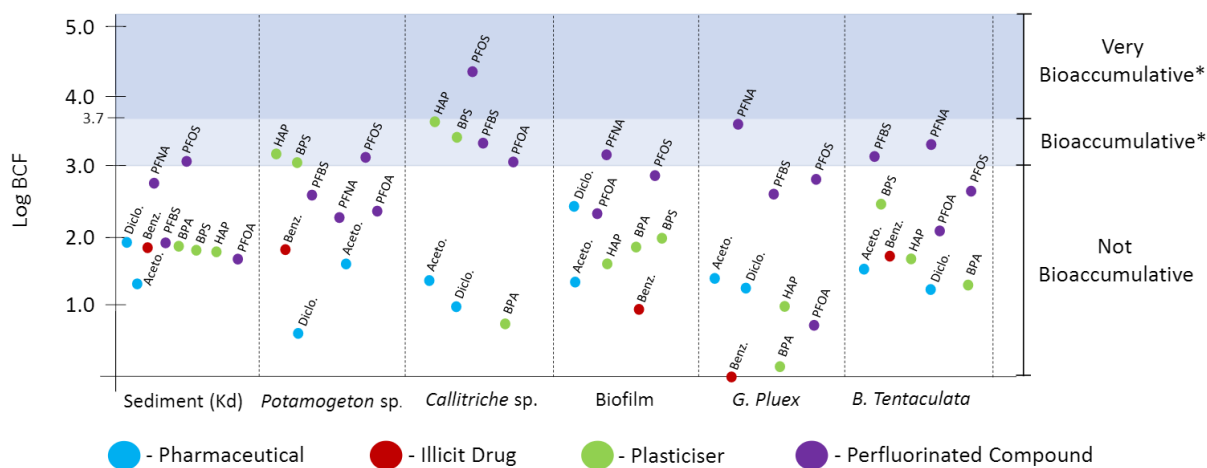 Log BCF
5.0
4.0
3.7
3.0
2.0
1.0
Diclo.
Aceto.
Benz.
PFNA
PFBS
BPA
PFOS
BPS
HAP
PFOA
HAP
Benz.
BPS
Diclo.
PFBS
PFNA
Aceto.
PFOS
PFOA
Aceto.
HAP
BPS
Diclo.
PFOS
PFBS
BPA
PFOA
Diclo.
Aceto.
PFOA
PFNA
HAP
BPA
Benz.
PFOS
BPS
Aceto.
Benz.
PFNA
Diclo.
PFBS
BPA
HAP
PFOS
PFOA
Aceto.
PFBS
BPS
Benz.
HAP
Diclo.
PFNA
PFOA
BPA
PFOS
Very
Bioaccumulative*
Bioaccumulative*
Not
Bioaccumulative
Sediment (Kd)
Potamogeton sp.
Callitriche sp.
Biofilm
G. Pluex
B. Tentaculata
- Pharmaceutical
- Illicit Drug
- Plasticiser
- Perfluorinated Compound